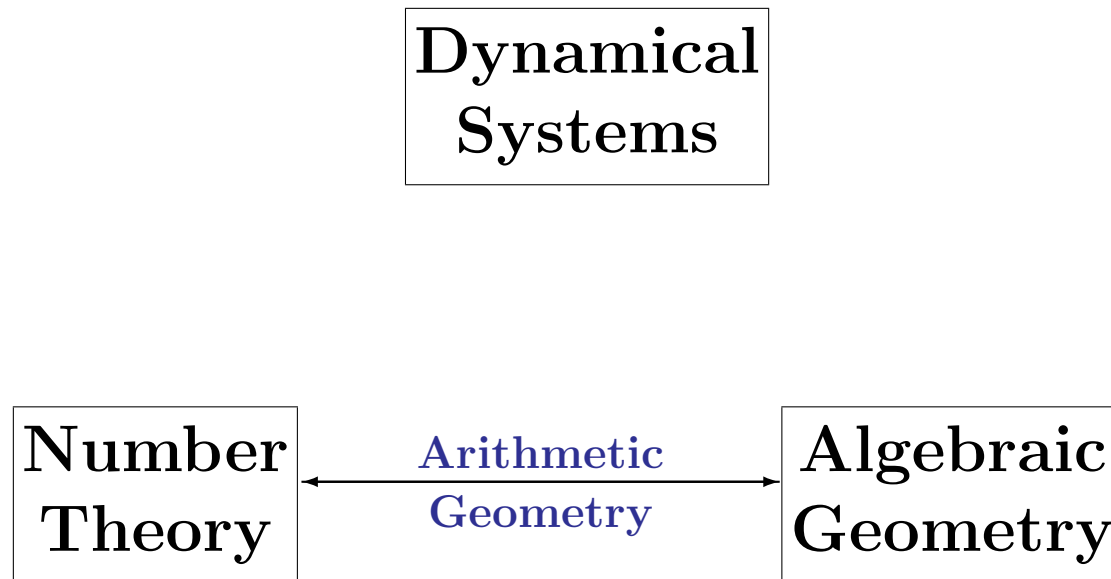 Dynamical
Systems
Number
Theory
Arithmetic
Geometry
Algebraic
Geometry